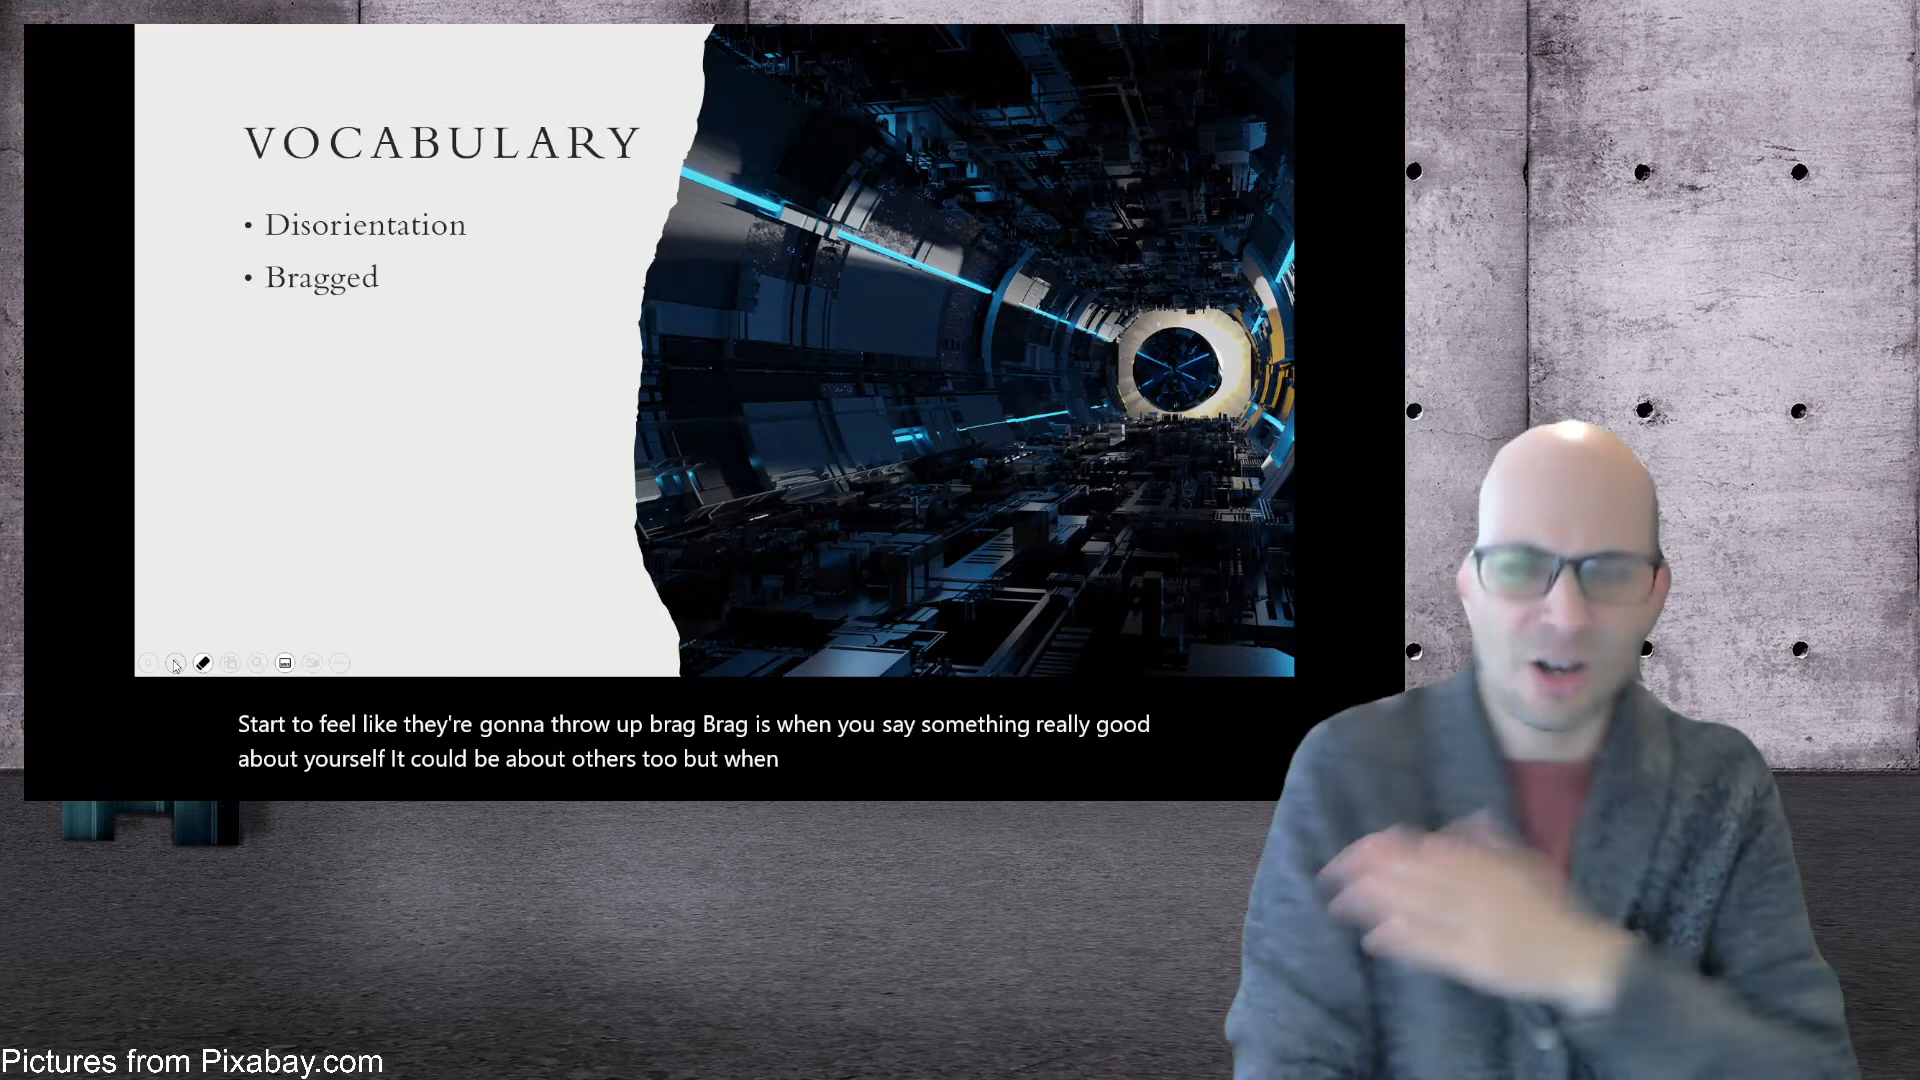 VOCABULARY
• Disorientation
• Bragged
Start to feel like they're gonna throw up brag Brag is when you say something really good
about yourself It could be about others too but when
Pictures from Pixabay.com